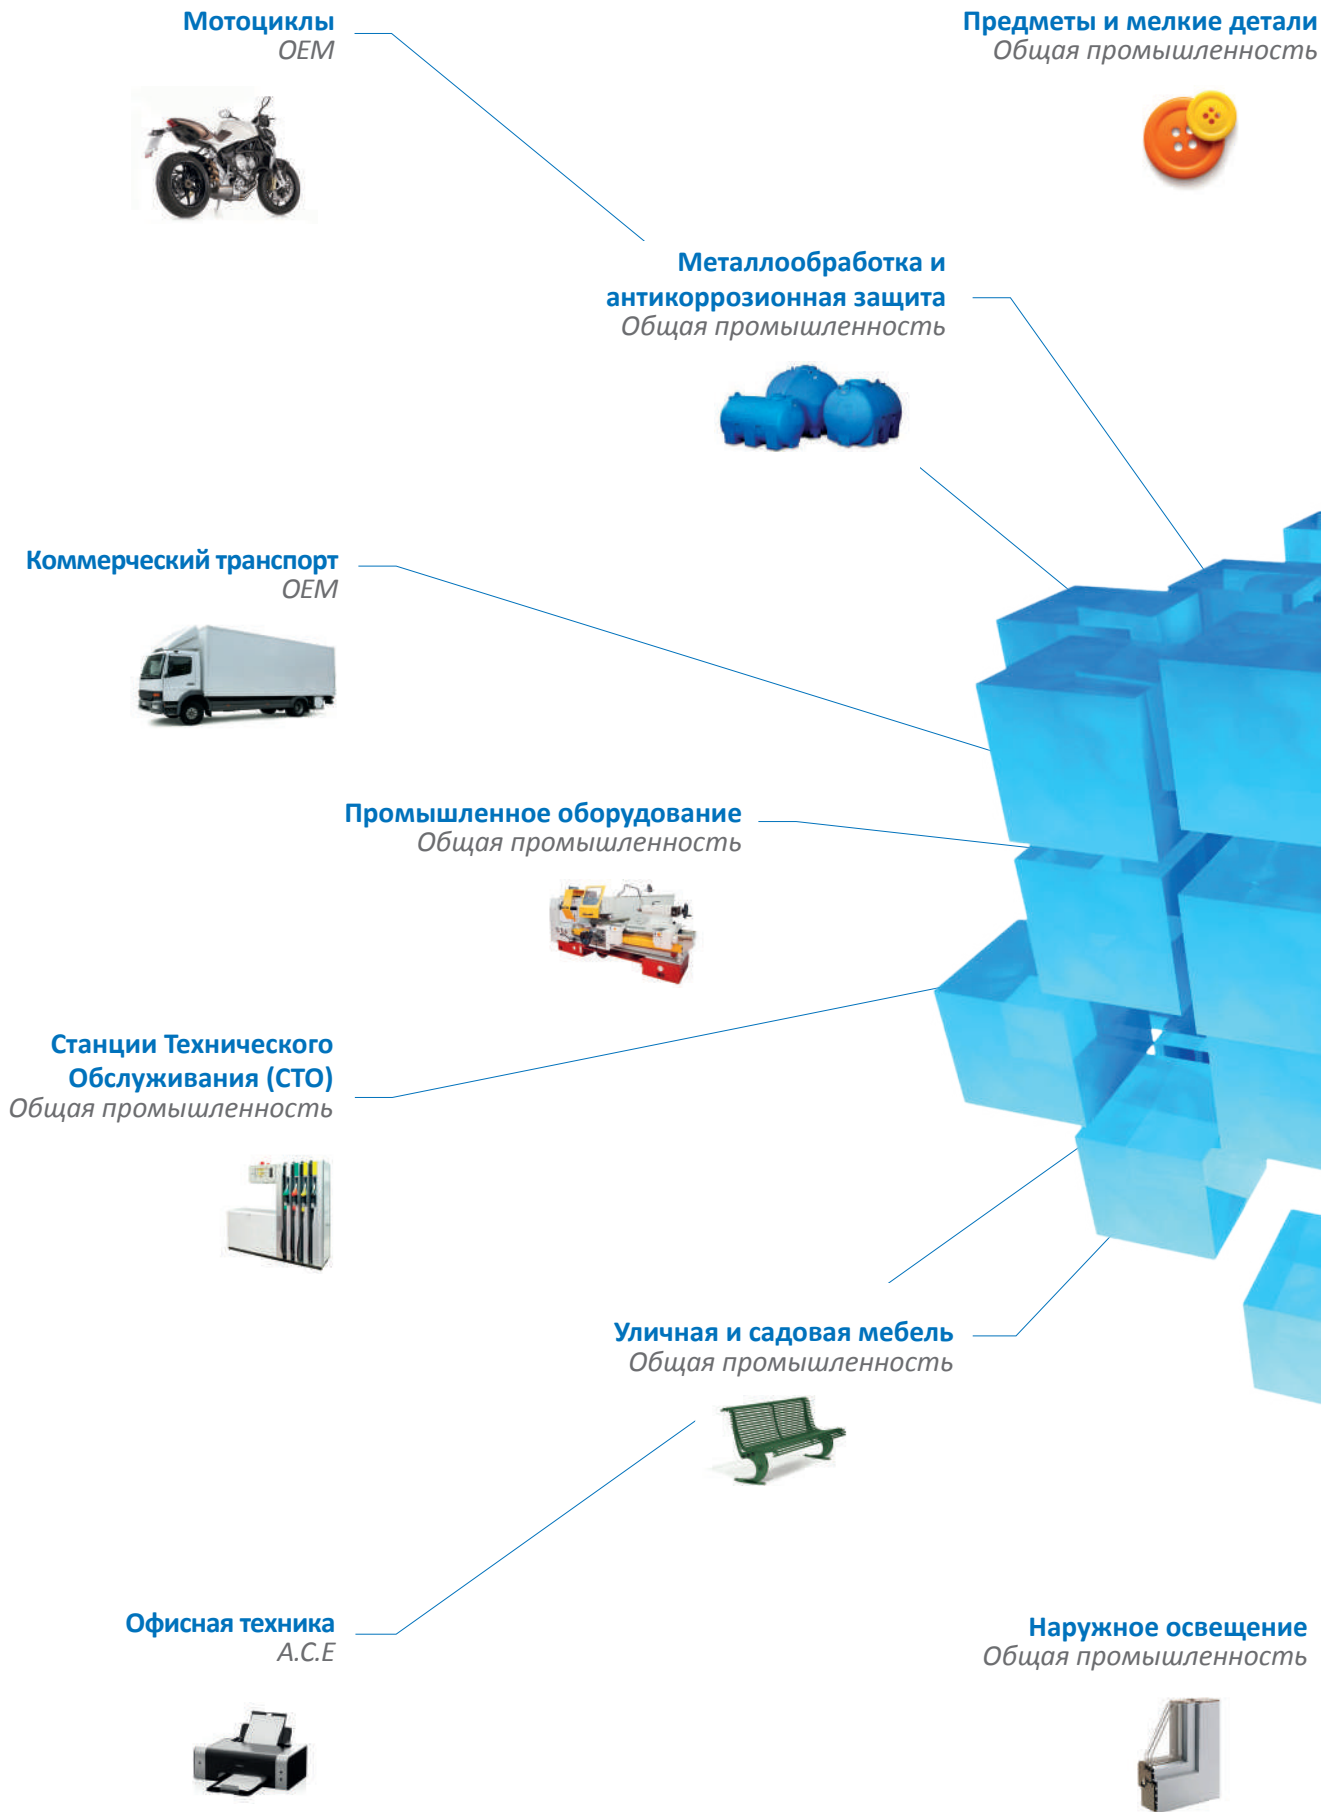 Мотоциклы
OEM
Предметы и мелкие детали
Общая промышленность
Металлообработка и
антикоррозионная защита
Общая промышленность
Коммерческий транспорт
OEM
Промышленное оборудование
Общая промышленность
Станции Технического
Обслуживания (СТО)
Общая промышленность
Уличная и садовая мебель
Общая промышленность
Офисная техника
A.C.E
Наружное освещение
Общая промышленность